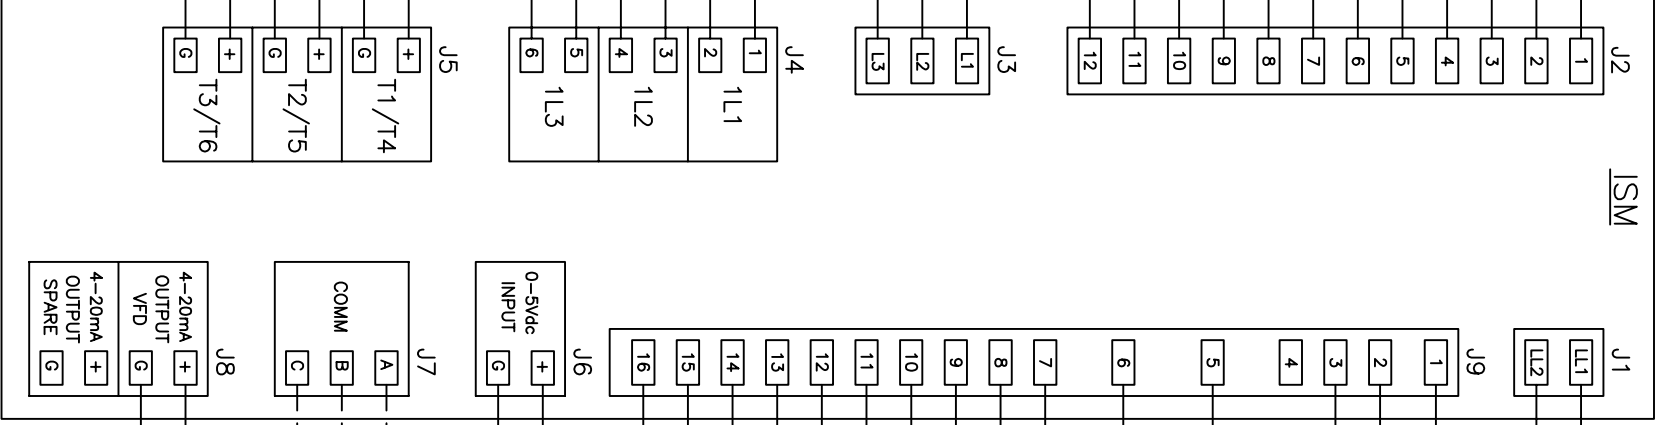 ISM
J1
LL1
LL2
J2
1
2
3
4
5
6
7
8
9
10
11
12
J3
L1
L2
L3
J4
1
2
3
4
5
6
1L1
1L2
1L3
J5
+
G
+
G
+
G
T1/T4
T2/T5
T3/T6
J9
1
2
3
4
5
6
7
8
9
10
11
12
13
14
15
16
J6
0-5Vdc
INPUT
+
G
J7
COMM
A
B
C
J8
4-20mA
OUTPUT
VFD
+
G
4-20mA
OUTPUT
SPARE
+
G